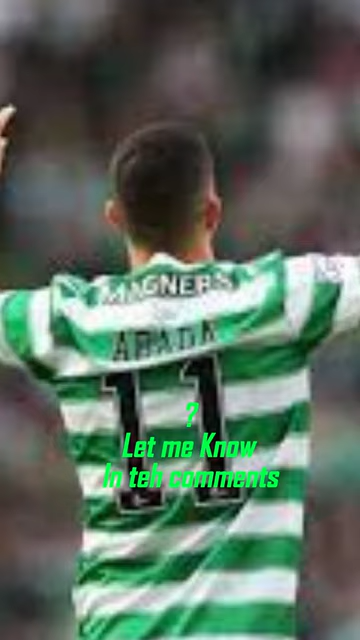 MAGNERS
ABADA
11
?
Let me Know
In teh comments